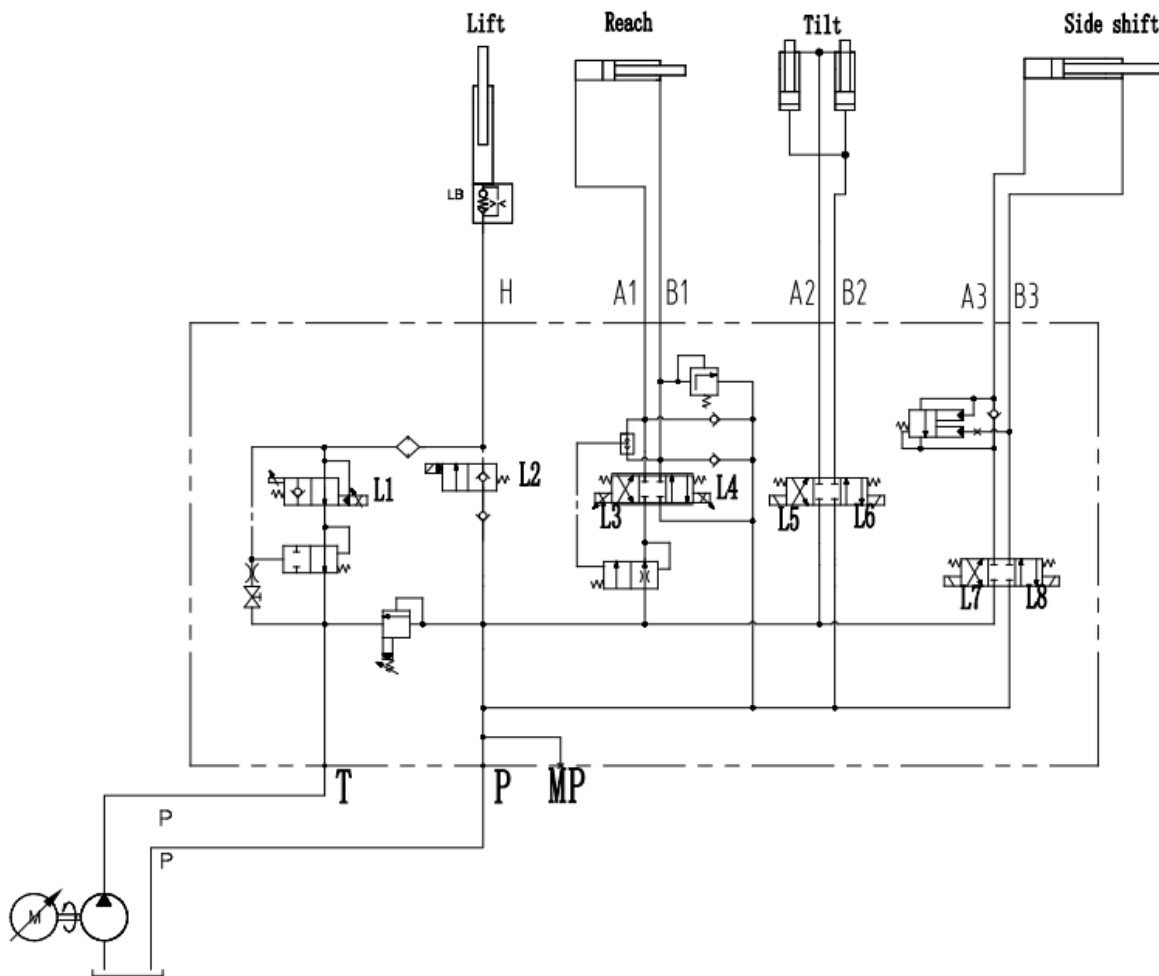 Lift Reach Tilt Side shift
LB
H A1 B1 A2 B2 A3 B3
L1 L2 L3 L4 L5 L6
L7 L8
T P MP
P
P
M